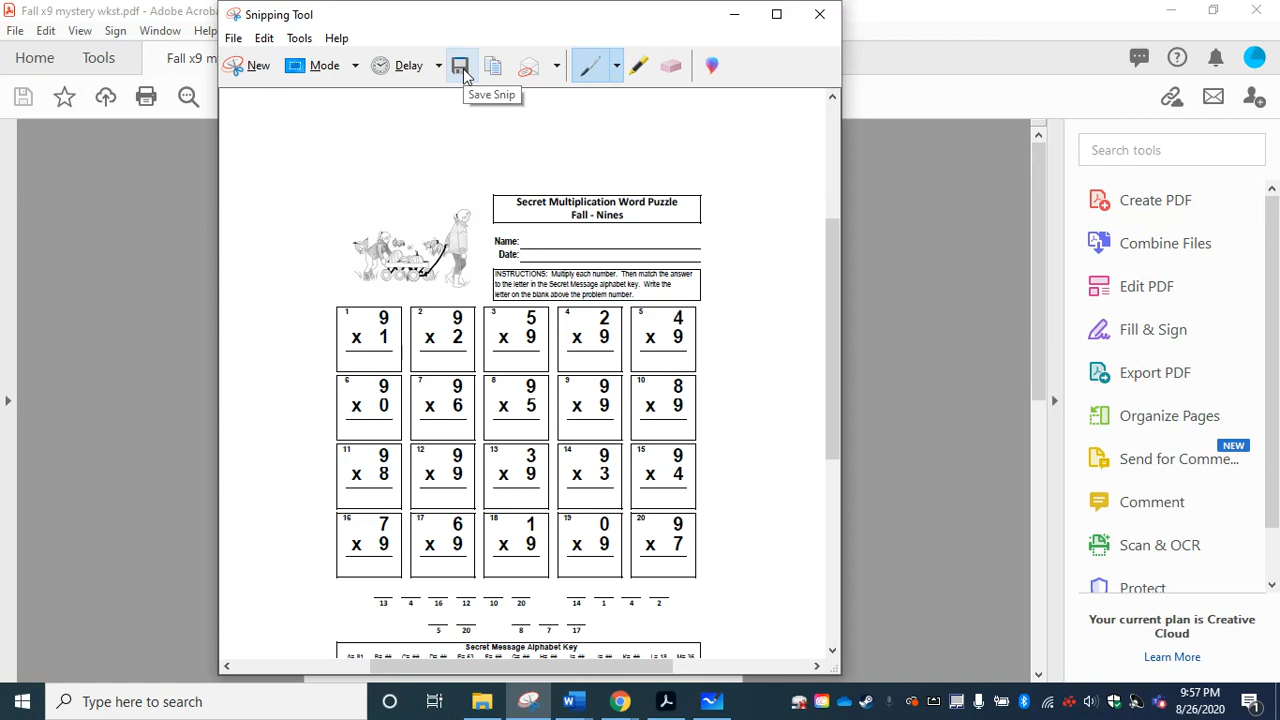 Fall x9 mystery wkst.pdf - Adobe Acrobat
File Edit View Sign Window
Home Tools Fall x9 m
Snipping Tool
File Edit Tools Help
New Mode Delay
Save Snip
Search tools
Create PDF
Combine Files
Edit PDF
Fill & Sign
Export PDF
Organize Pages
NEW
Send for Comme...
Comment
Scan & OCR
Protect
Your current plan is Creative
Cloud
Learn More
Secret Multiplication Word Puzzle
Fall - Nines
Name:
Date:
INSTRUCTIONS: Multiply each number. Then match the answer
to the letter in the Secret Message alphabet key. Write the
letter on the blank above the problem number.
1 9 2 9 3 5 4 2 5 4
x 1 x 2 x 9 x 9 x 9
6 9 7 9 8 9 9 9 10 8
x 0 x 6 x 5 x 9 x 9
11 9 12 9 13 3 14 9 15 9
x 8 x 9 x 9 x 3 x 4
16 7 17 6 18 1 19 0 20 9
x 9 x 9 x 9 x 9 x 7
13 4 16 12 10 20 14 1 4 2
5 20 8 7 17
Secret Message Alphabet Key
Type here to search
9:57 PM
8/26/2020